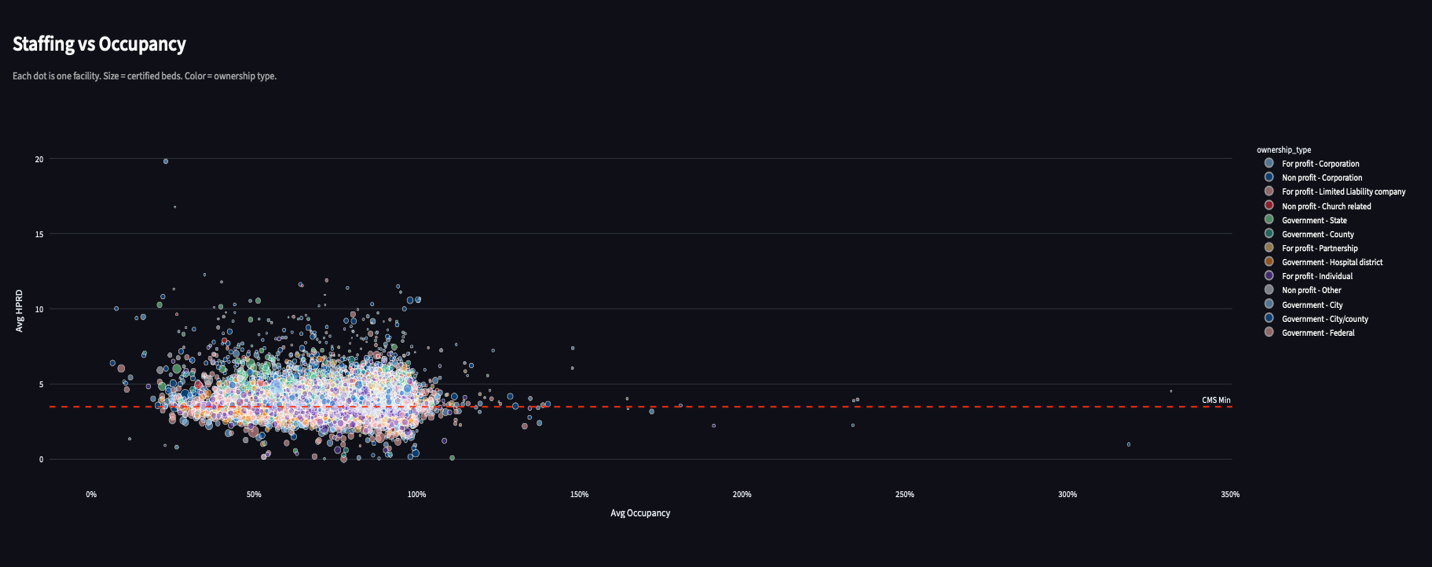 Staffing vs Occupancy
Each dot is one facility. Size = certified beds. Color = ownership type.
ownership_type
For profit - Corporation
Non profit - Corporation
For profit - Limited Liability company
Non profit - Church related
Government - State
Government - County
For profit - Partnership
Government - Hospital district
For profit - Individual
Non profit - Other
Government - City
Government - City/county
Government - Federal
Avg HPRD
20
15
10
5
0
CMS Min
0% 50% 100% 150% 200% 250% 300% 350%
Avg Occupancy